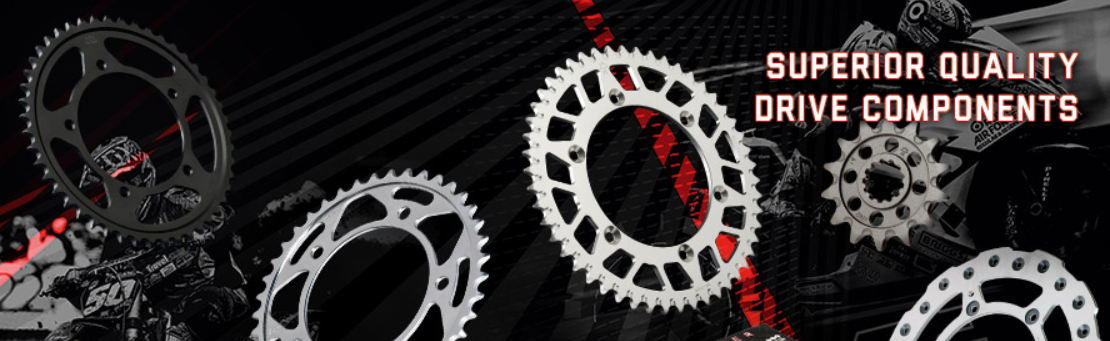 SUPERIOR QUALITY
DRIVE COMPONENTS